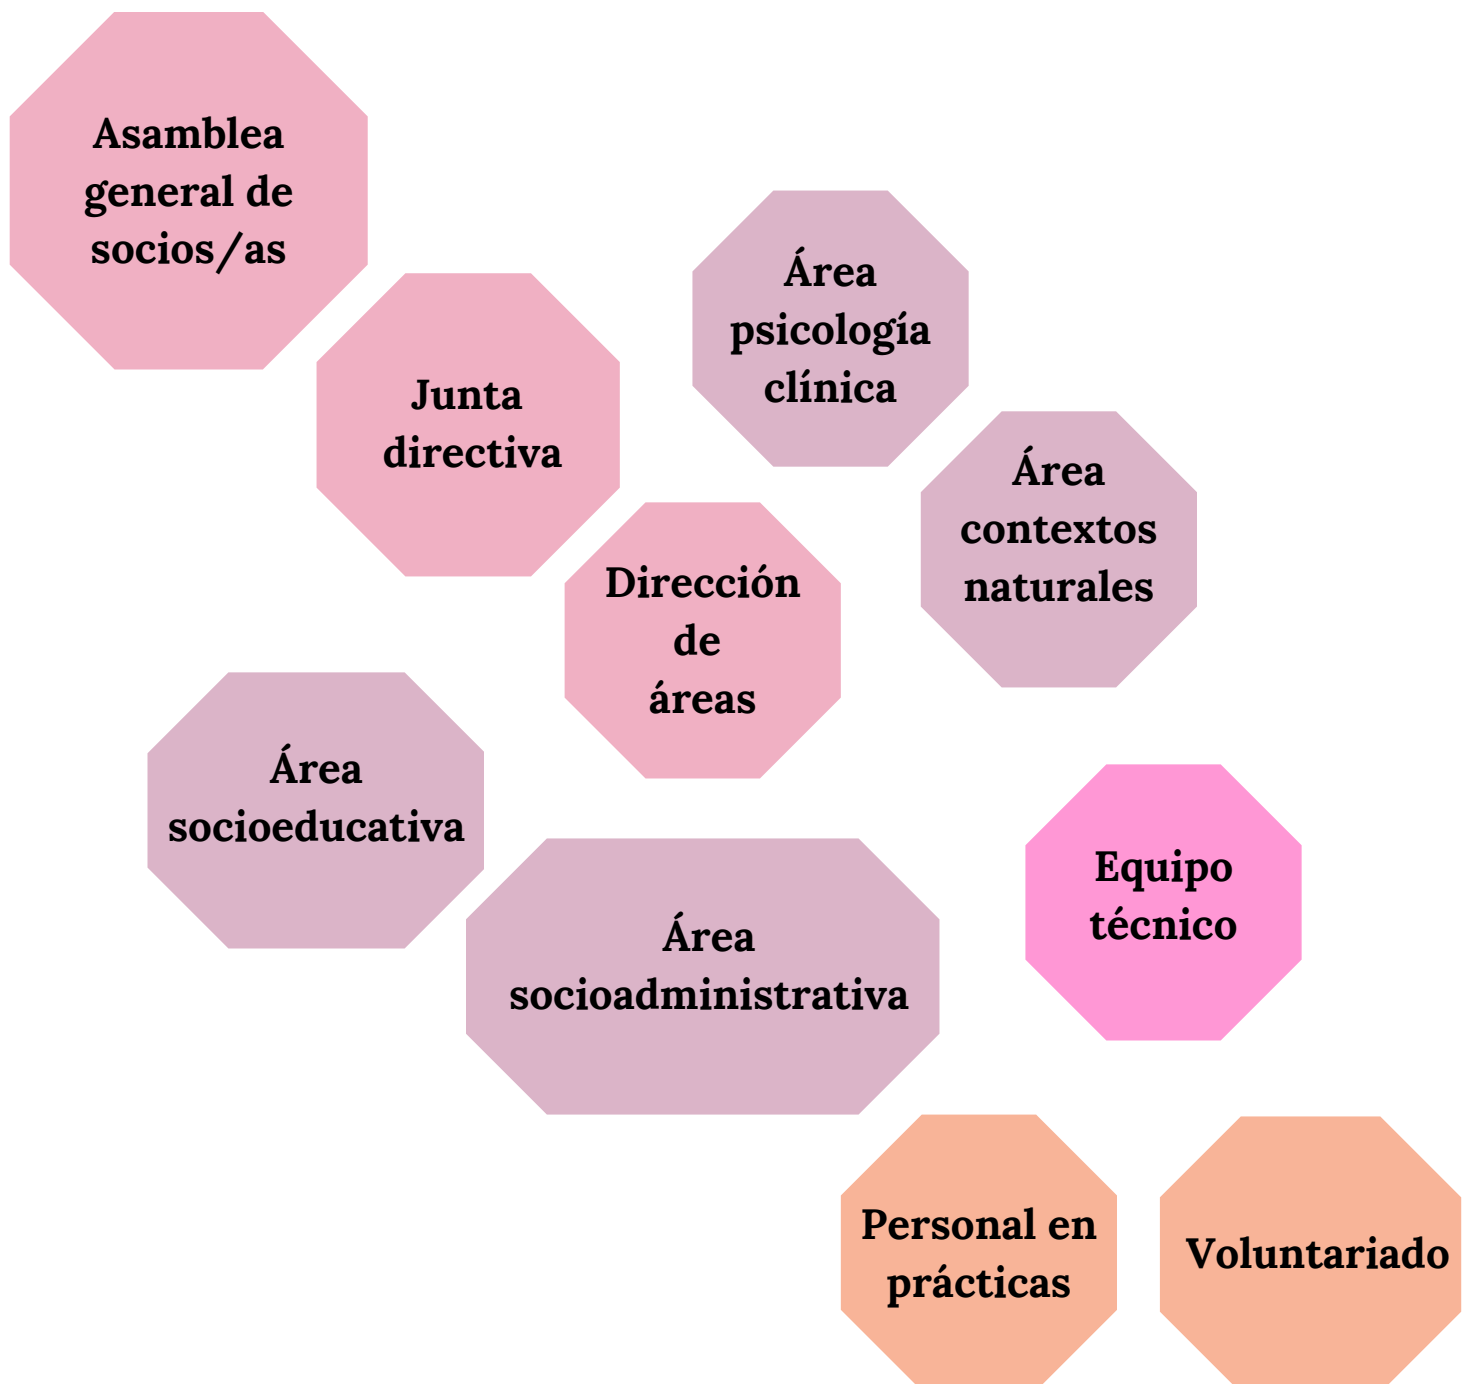 Asamblea
general de
socios/as
Junta
directiva
Área
psicología
clínica
Área
contextos
naturales
Dirección
de
áreas
Área
socioeducativa
Área
socioadministrativa
Equipo
técnico
Personal en
prácticas
Voluntariado